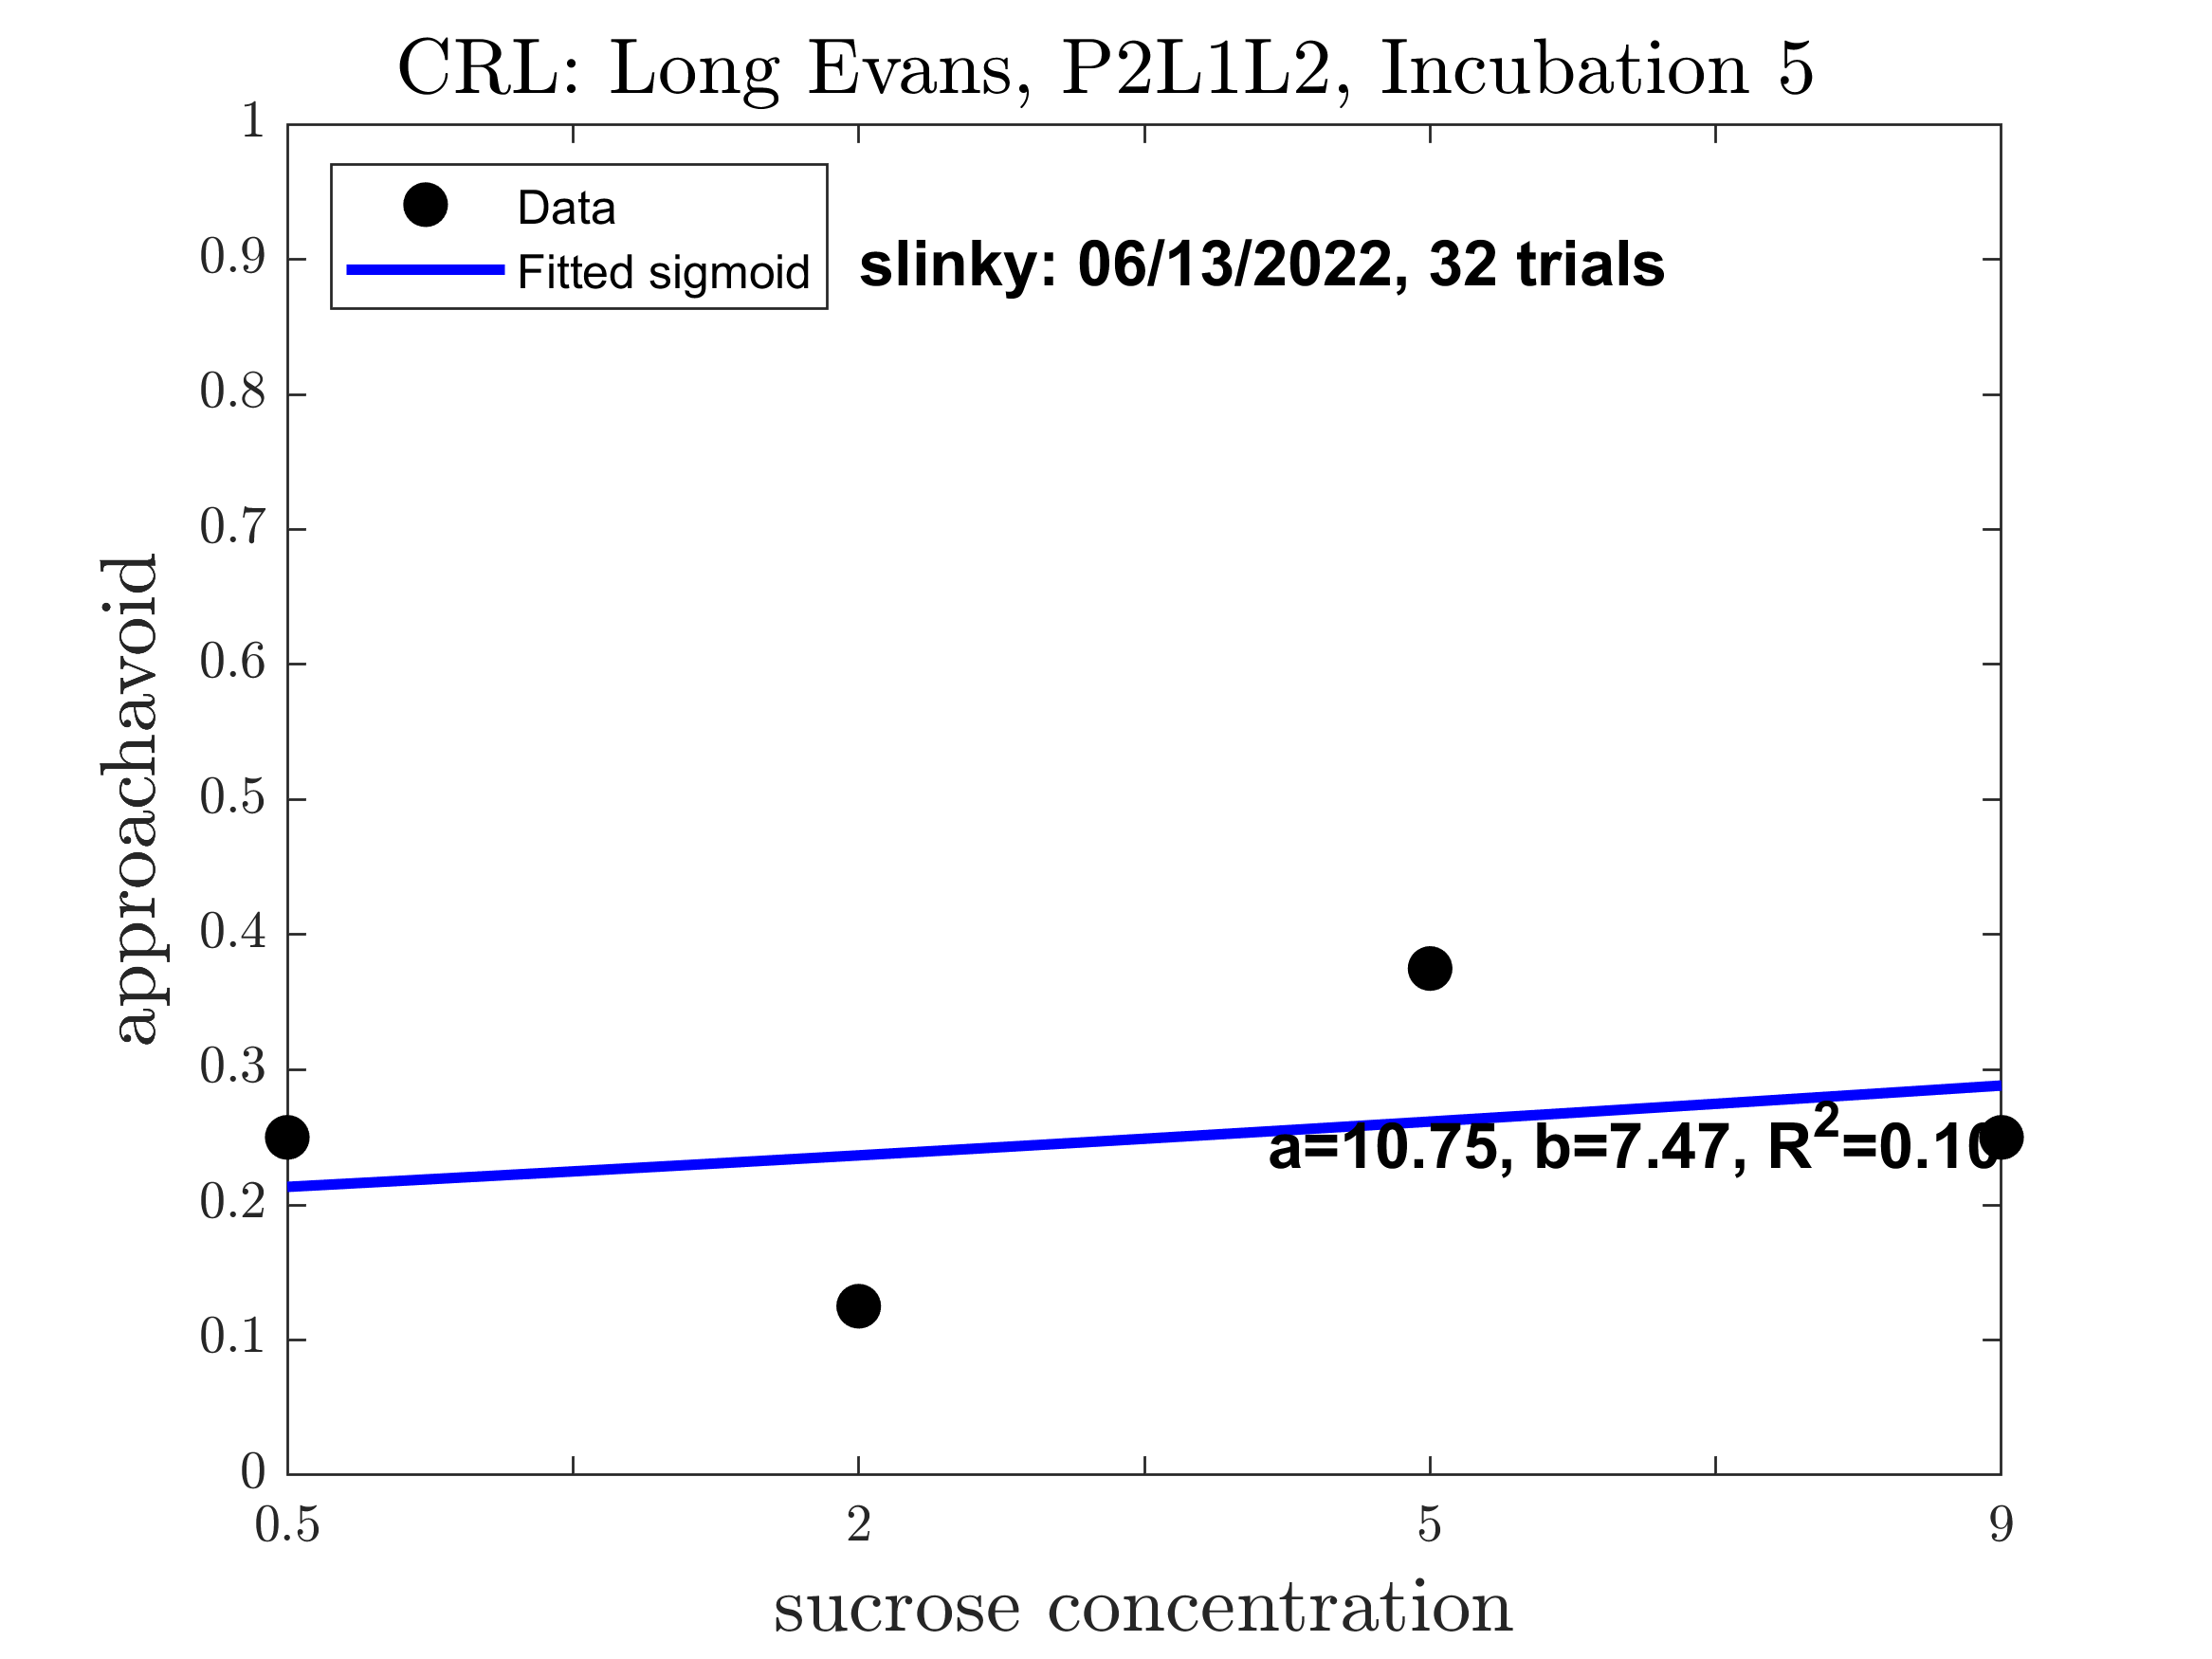 CRL: Long Evans, P2L1L2, Incubation 5
1
Data
Fitted sigmoid
slinky: 06/13/2022, 32 trials
0.9
0.8
0.7
0.6
0.5
0.4
0.3
0.2
0.1
0
approachavoid
a=10.75, b=7.47, R²=0.10
0.5 2 5 9
sucrose concentration